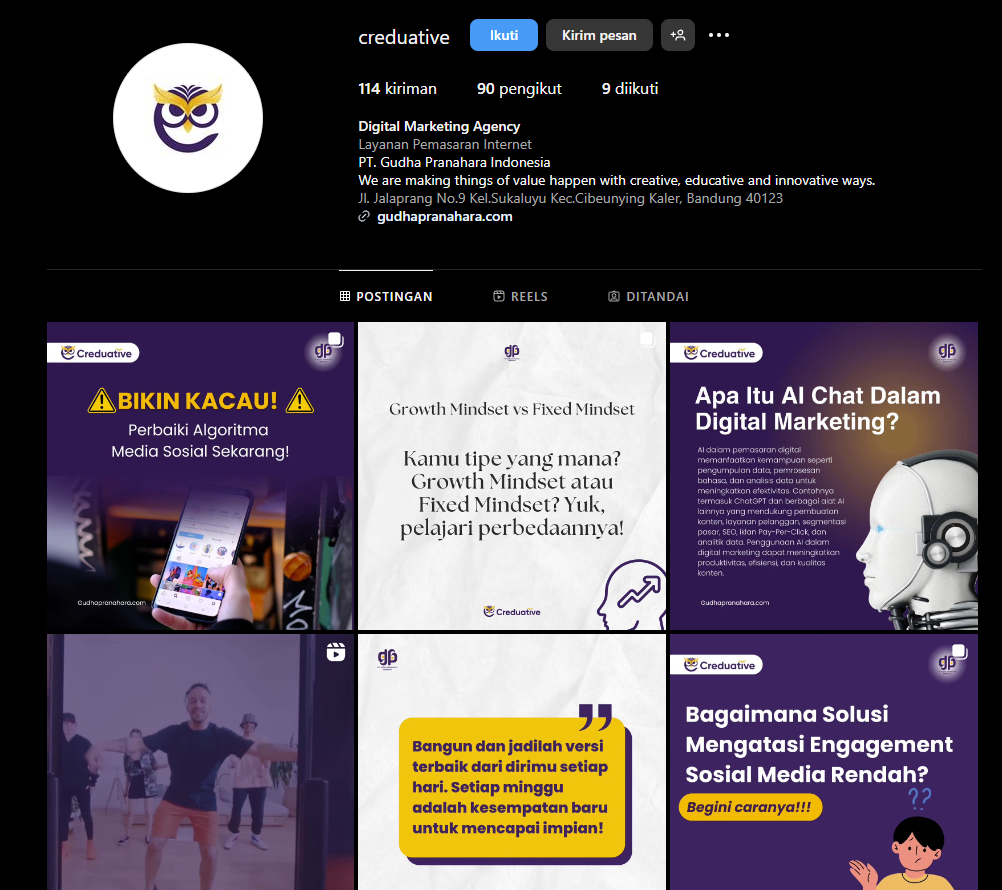 creduative
Ikuti
Kirim pesan
114 kiriman
90 pengikut
9 diikuti
Digital Marketing Agency
Layanan Pemasaran Internet
PT. Gudha Pranahara Indonesia
We are making things of value happen with creative, educative and innovative ways.
Jl. Jalaprang No.9 Kel.Sukaluyu Kec.Cibeunying Kaler, Bandung 40123
gudhapranahara.com
POSTINGAN
REELS
DITANDAI
Creduative
gp
BIKIN KACAU!
Perbaiki Algoritma
Media Sosial Sekarang!
Gudhapranahara.com
gp
Growth Mindset vs Fixed Mindset
Kamu tipe yang mana?
Growth Mindset atau
Fixed Mindset? Yuk,
pelajari perbedaannya!
Creduative
Creduative
gp
Apa Itu AI Chat Dalam
Digital Marketing?
AI dalam pemasaran digital
memanfaatkan kemampuan seperti
pengumpulan data, pemrosesan
bahasa, dan analisis data untuk
meningkatkan efektivitas. Contohnya
termasuk ChatGPT dan berbagai alat AI
lainnya yang mendukung pembuatan
konten, layanan pelanggan, segmentasi
pasar, SEO, iklan Pay-Per-Click, dan
analitik data. Penggunaan AI dalam
digital marketing dapat meningkatkan
produktivitas, efisiensi, dan kualitas
konten.
Gudhapranahara.com
gp
Bangun dan jadilah versi
terbaik dari dirimu setiap
hari. Setiap minggu
adalah kesempatan baru
untuk mencapai impian!
Creduative
gp
Bagaimana Solusi
Mengatasi Engagement
Sosial Media Rendah?
Begini caranya!!!
??